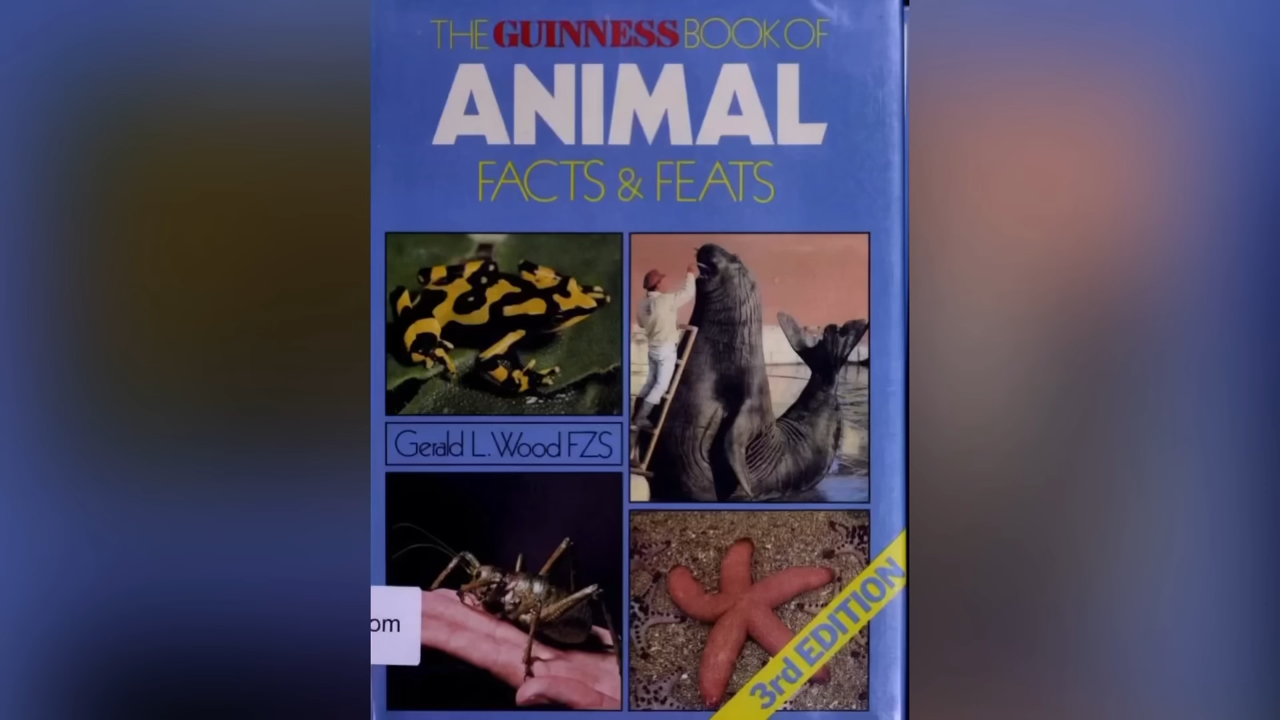 THE GUINNESS BOOK OF
ANIMAL
FACTS & FEATS
Gerald L. Wood FZS
om
3rd EDITION